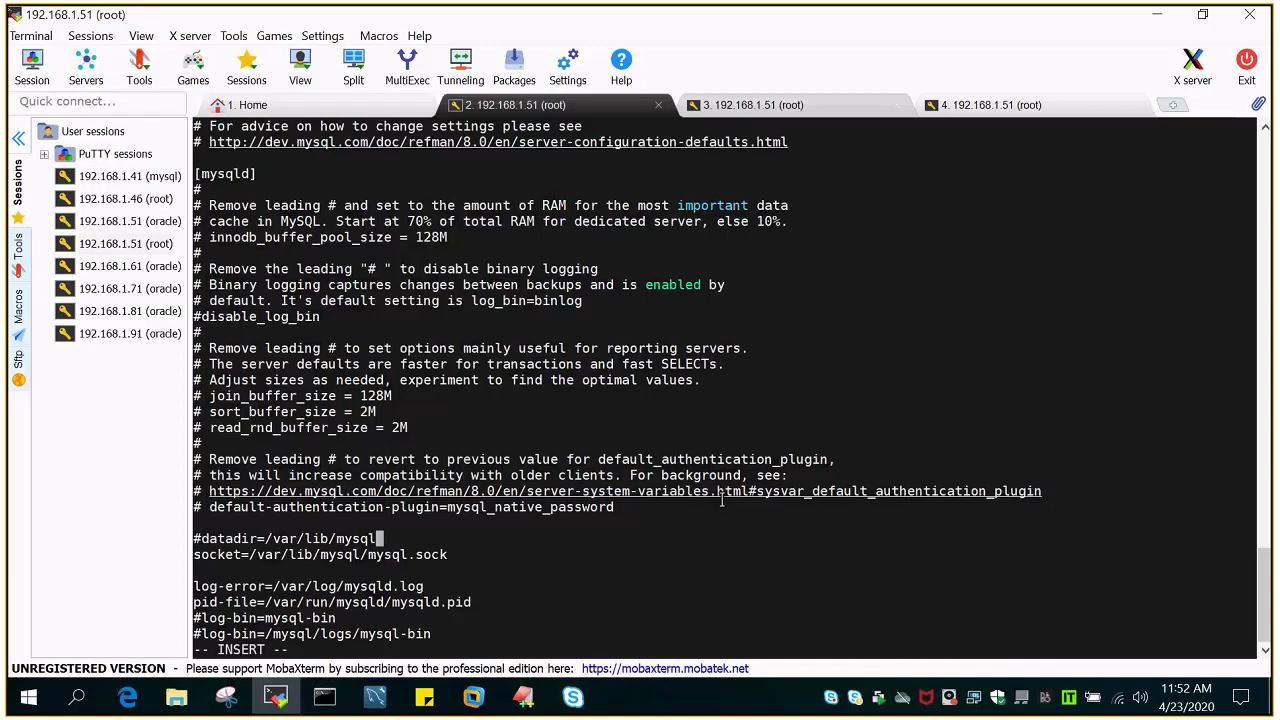 192.168.1.51 (root)
Terminal Sessions View X server Tools Games Settings Macros Help
Session Servers Tools Games Sessions View Split MultiExec Tunneling Packages Settings Help X server Exit
Quick connect...
1. Home
2. 192.168.1.51 (root)
3. 192.168.1.51 (root)
4. 192.168.1.51 (root)
Sessions
Tools
Macros
Sftp
User sessions
PuTTY sessions
192.168.1.41 (mysql)
192.168.1.46 (root)
192.168.1.51 (oracle)
192.168.1.51 (root)
192.168.1.61 (oracle)
192.168.1.71 (oracle)
192.168.1.81 (oracle)
192.168.1.91 (oracle)
# For advice on how to change settings please see
# http://dev.mysql.com/doc/refman/8.0/en/server-configuration-defaults.html
[mysqld]
#
# Remove leading # and set to the amount of RAM for the most important data
# cache in MySQL. Start at 70% of total RAM for dedicated server, else 10%.
# innodb_buffer_pool_size = 128M
#
# Remove the leading "# " to disable binary logging
# Binary logging captures changes between backups and is enabled by
# default. It's default setting is log_bin=binlog
#disable_log_bin
#
# Remove leading # to set options mainly useful for reporting servers.
# The server defaults are faster for transactions and fast SELECTs.
# Adjust sizes as needed, experiment to find the optimal values.
# join_buffer_size = 128M
# sort_buffer_size = 2M
# read_rnd_buffer_size = 2M
#
# Remove leading # to revert to previous value for default_authentication_plugin,
# this will increase compatibility with older clients. For background, see:
# https://dev.mysql.com/doc/refman/8.0/en/server-system-variables.html#sysvar_default_authentication_plugin
# default-authentication-plugin=mysql_native_password
#datadir=/var/lib/mysql
socket=/var/lib/mysql/mysql.sock
log-error=/var/log/mysqld.log
pid-file=/var/run/mysqld/mysqld.pid
#log-bin=mysql-bin
#log-bin=/mysql/logs/mysql-bin
-- INSERT --
UNREGISTERED VERSION - Please support MobaXterm by subscribing to the professional edition here: https://mobaxterm.mobatek.net
11:52 AM
4/23/2020